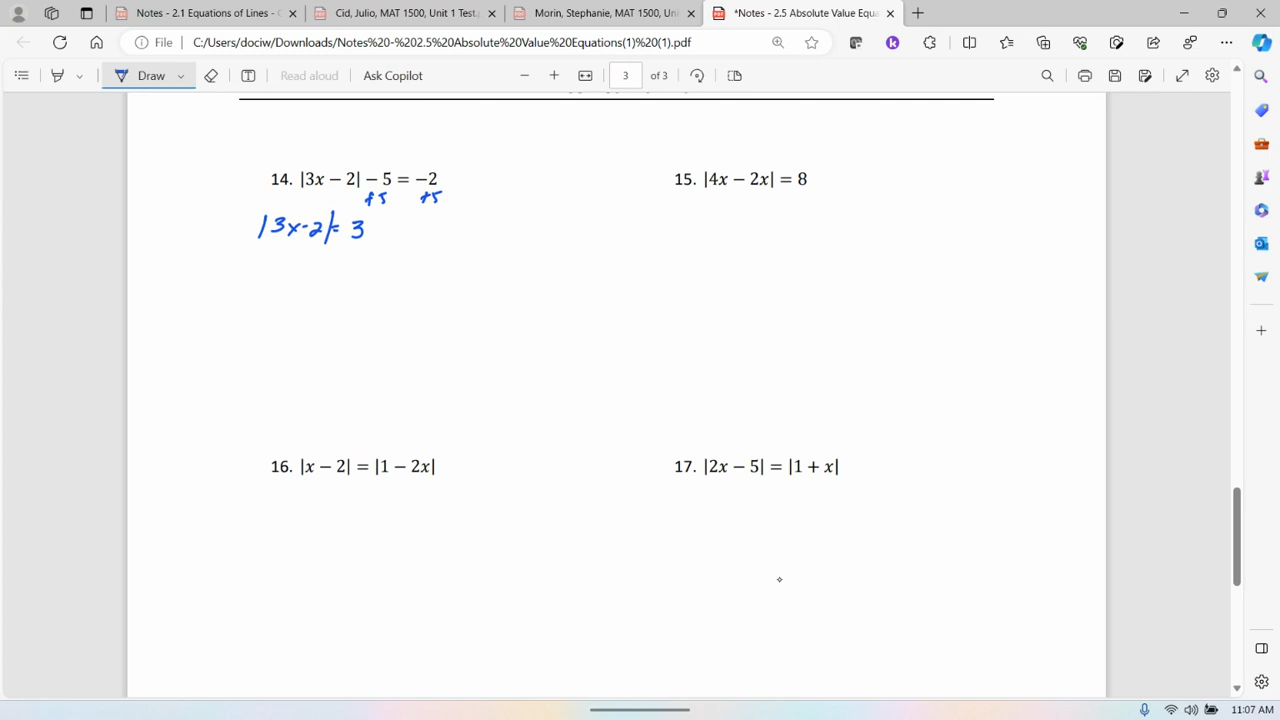 Notes - 2.1 Equations of Lines -
Cid, Julio, MAT 1500, Unit 1 Test.
Morin, Stephanie, MAT 1500, Uni
*Notes - 2.5 Absolute Value Equa
File
C:/Users/dociw/Downloads/Notes%20-%202.5%20Absolute%20Value%20Equations(1)%20(1).pdf
Draw
Read aloud
Ask Copilot
3
of 3
14. |3x − 2| − 5 = −2
+5 +5
|3x-2|= 3
15. |4x − 2x| = 8
16. |x − 2| = |1 − 2x|
17. |2x − 5| = |1 + x|
11:07 AM